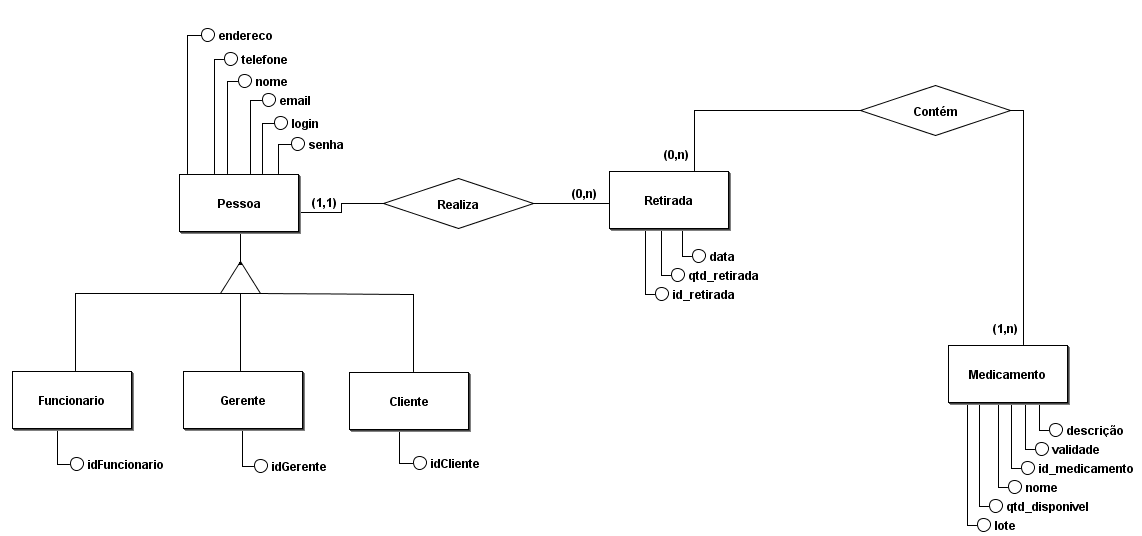 endereco
telefone
nome
email
login
senha
Pessoa
(1,1)
Realiza
(0,n)
Retirada
(0,n)
Contém
data
qtd_retirada
id_retirada
(1,n)
Medicamento
descrição
validade
id_medicamento
nome
qtd_disponivel
lote
Funcionario
Gerente
Cliente
idFuncionario
idGerente
idCliente